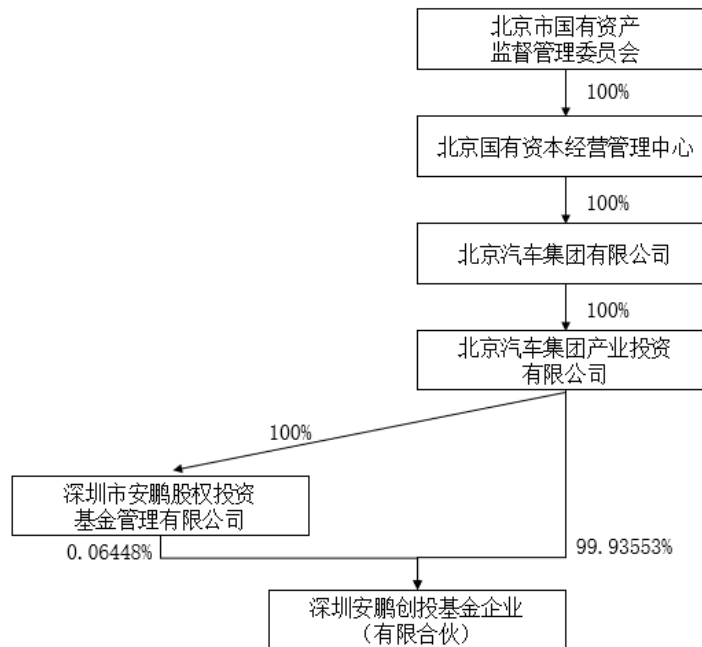 北京市国有资产
监督管理委员会
100%
北京国有资本经营管理中心
100%
北京汽车集团有限公司
100%
北京汽车集团产业投资
有限公司
100%
深圳市安鹏股权投资
基金管理有限公司
0.06448%
99.93553%
深圳安鹏创投基金企业
（有限合伙）